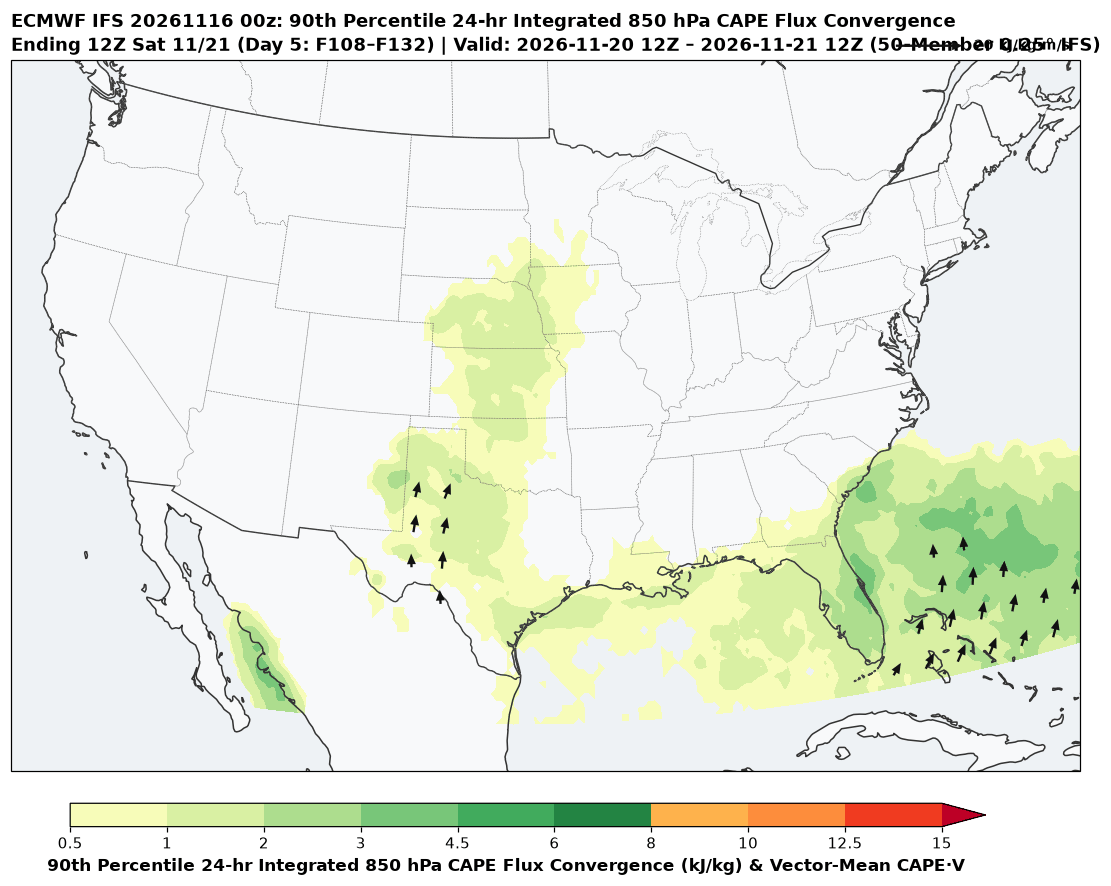 ECMWF IFS 20261116 00z: 90th Percentile 24-hr Integrated 850 hPa CAPE Flux Convergence
Ending 12Z Sat 11/21 (Day 5: F108–F132) | Valid: 2026-11-20 12Z – 2026-11-21 12Z (50-Member 0.25° IFS)
0.5 1 2 3 4.5 6 8 10 12.5 15
90th Percentile 24-hr Integrated 850 hPa CAPE Flux Convergence (kJ/kg) & Vector-Mean CAPE·V